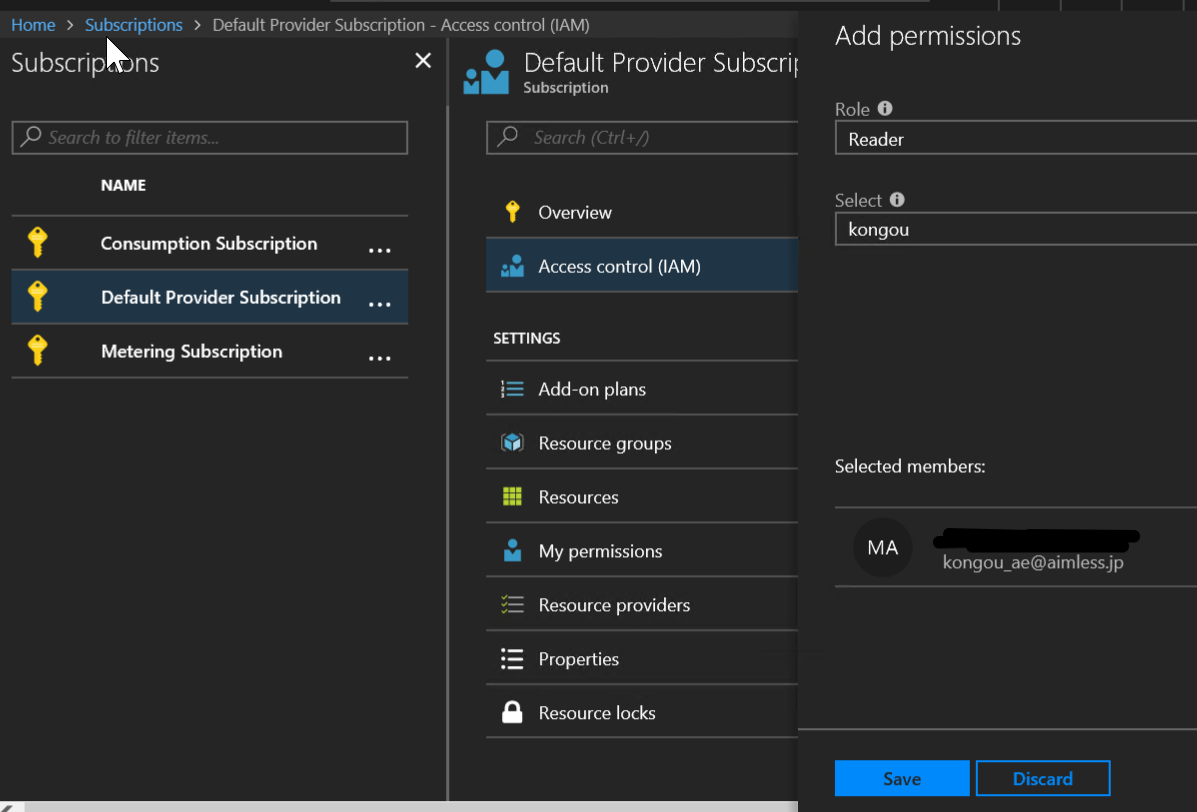 Home > Subscriptions > Default Provider Subscription - Access control (IAM)
Subscriptions
Search to filter items...
NAME
Consumption Subscription ...
Default Provider Subscription ...
Metering Subscription ...
Default Provider Subscrip
Subscription
Search (Ctrl+/)
Overview
Access control (IAM)
SETTINGS
Add-on plans
Resource groups
Resources
My permissions
Resource providers
Properties
Resource locks
Add permissions
Role
Reader
Select
kongou
Selected members:
MA
kongou_ae@aimless.jp
Save
Discard